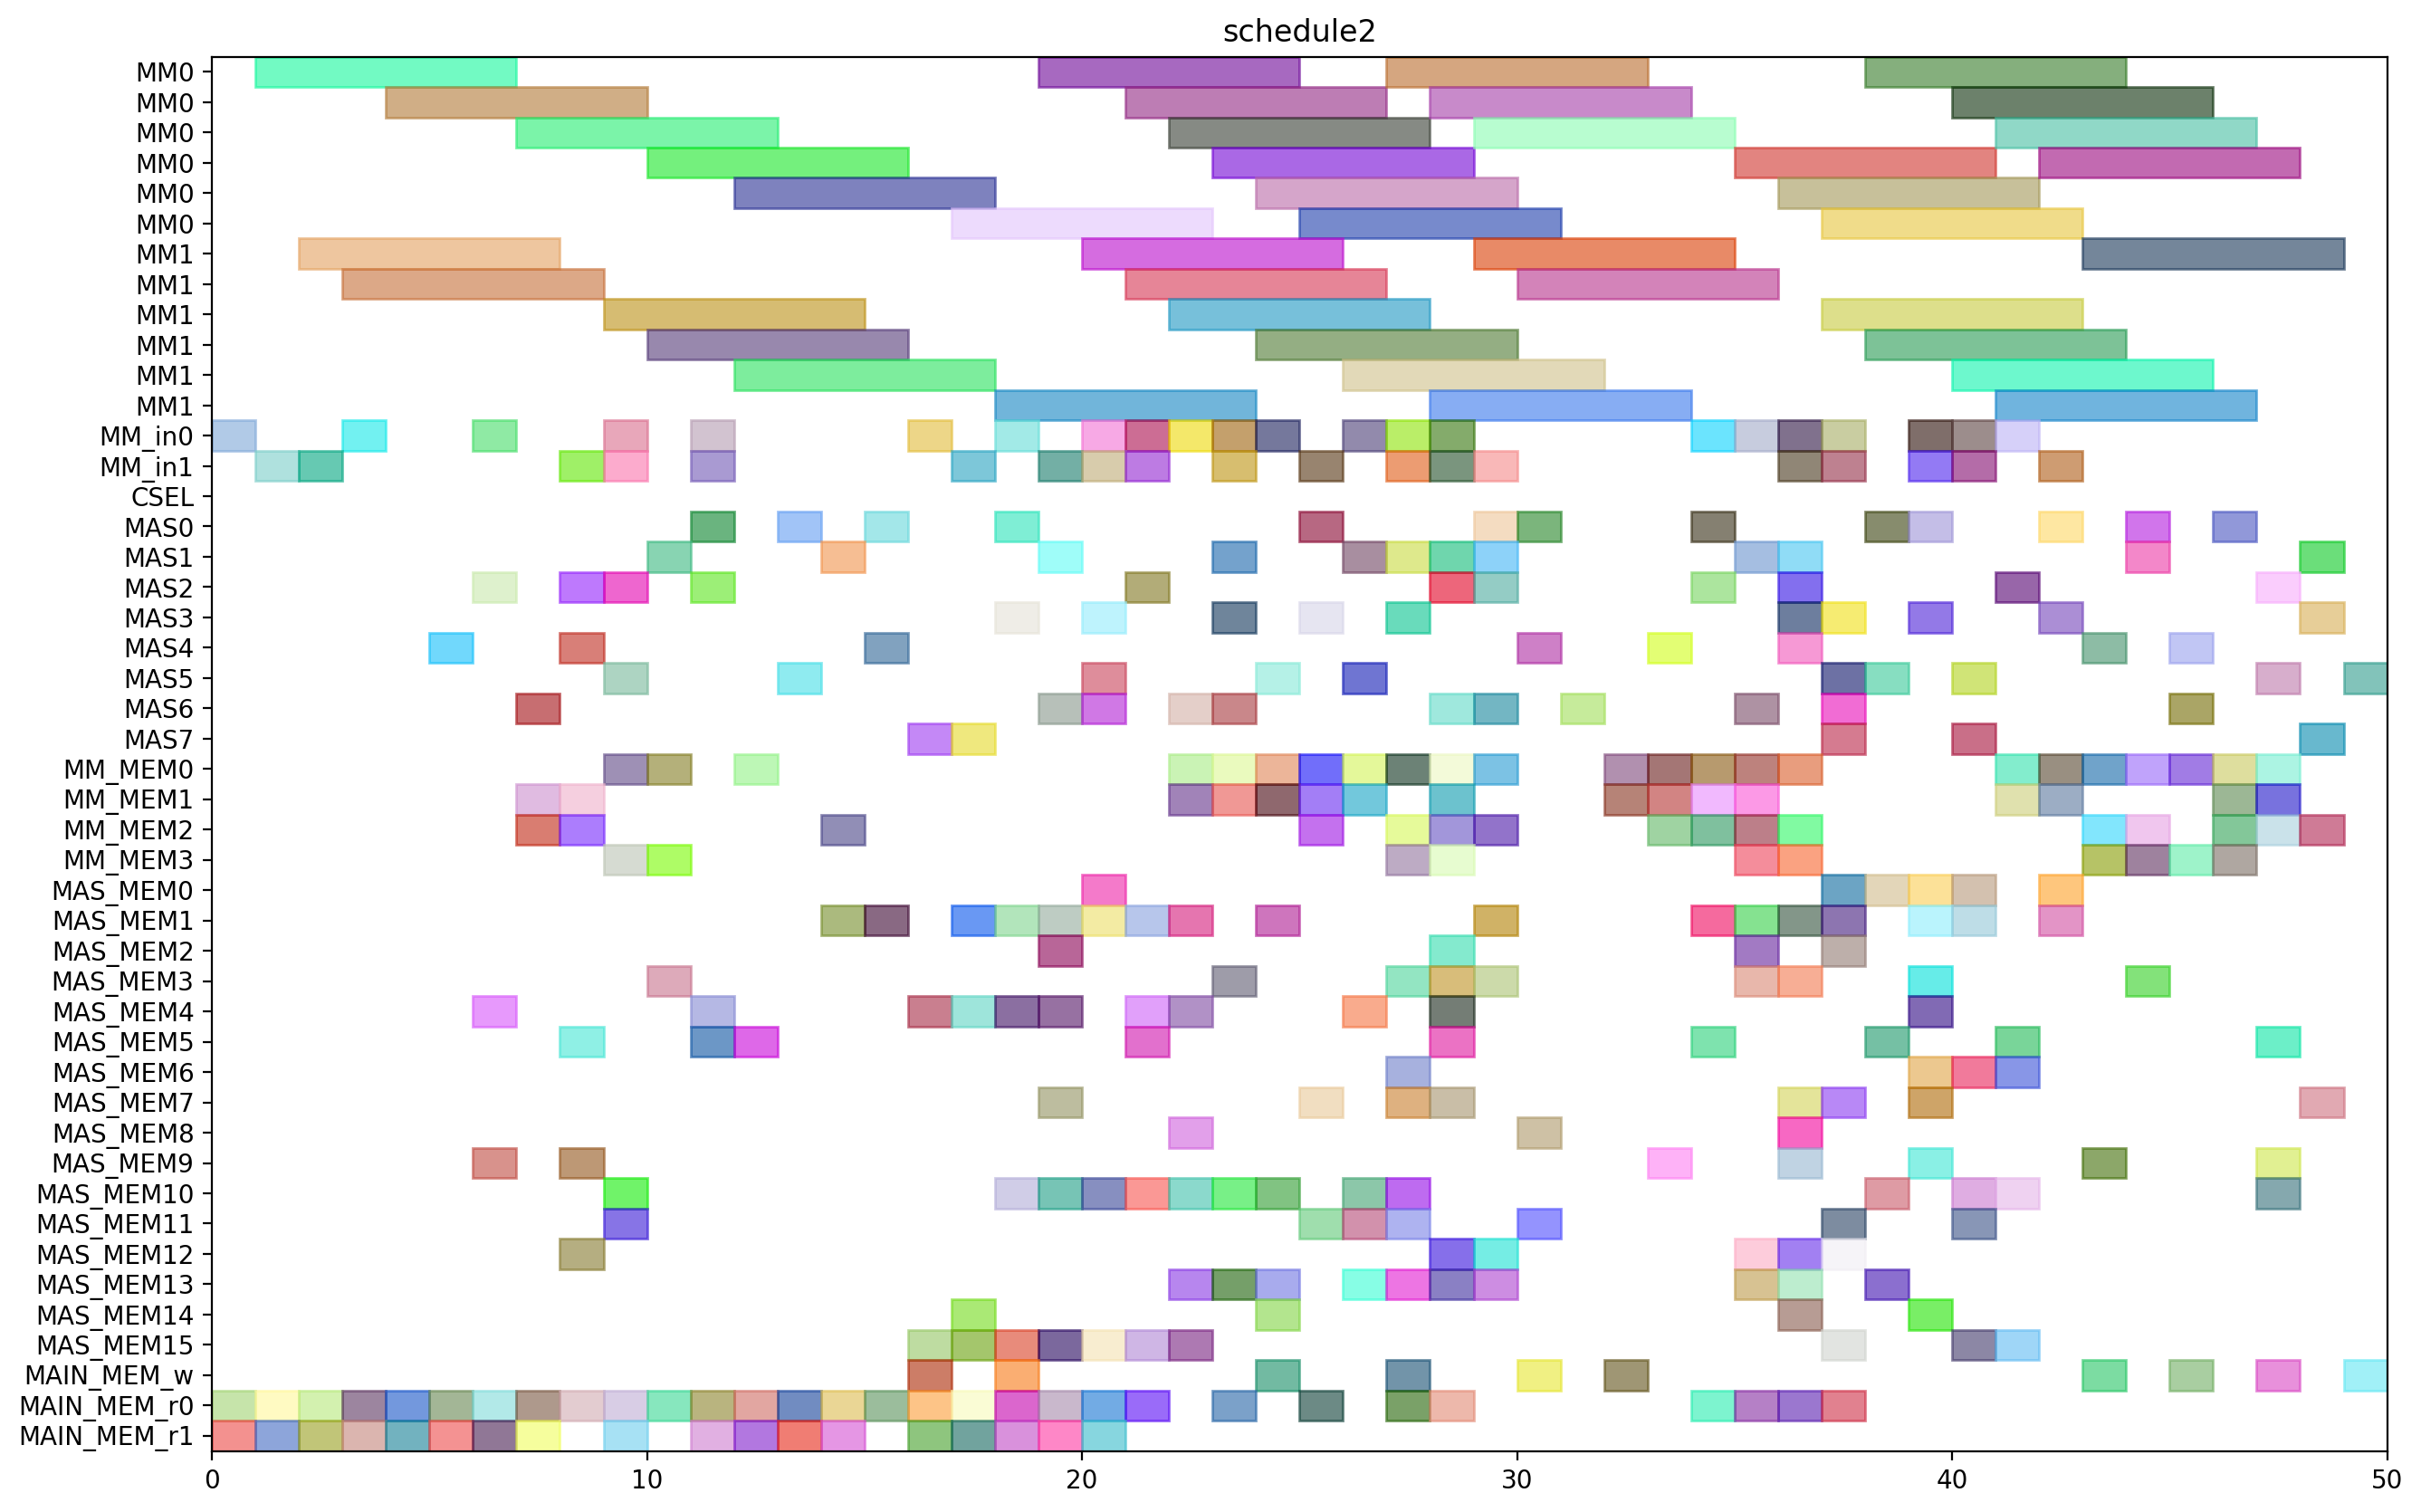 schedule2
MM0
MM0
MM0
MM0
MM0
MM0
MM1
MM1
MM1
MM1
MM1
MM1
MM_in0
MM_in1
CSEL
MAS0
MAS1
MAS2
MAS3
MAS4
MAS5
MAS6
MAS7
MM_MEM0
MM_MEM1
MM_MEM2
MM_MEM3
MAS_MEM0
MAS_MEM1
MAS_MEM2
MAS_MEM3
MAS_MEM4
MAS_MEM5
MAS_MEM6
MAS_MEM7
MAS_MEM8
MAS_MEM9
MAS_MEM10
MAS_MEM11
MAS_MEM12
MAS_MEM13
MAS_MEM14
MAS_MEM15
MAIN_MEM_w
MAIN_MEM_r0
MAIN_MEM_r1
0 10 20 30 40 50